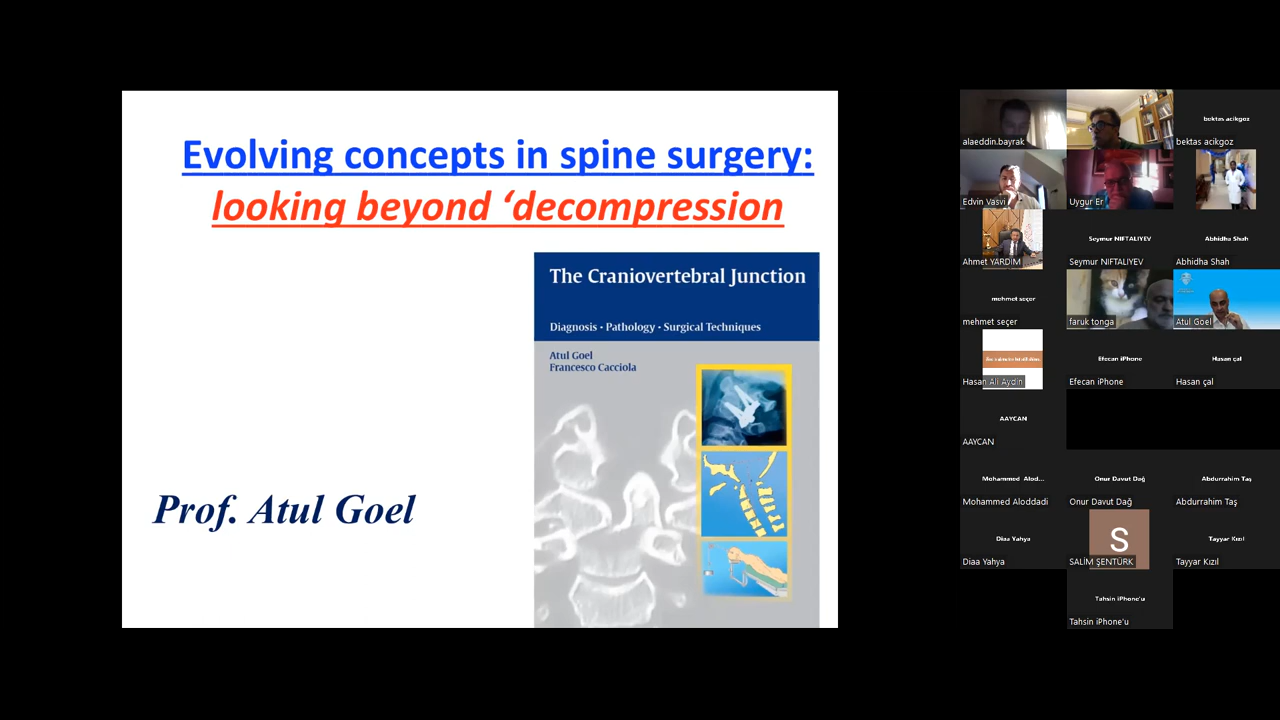 Evolving concepts in spine surgery:
looking beyond ‘decompression
The Craniovertebral Junction
Diagnosis • Pathology • Surgical Techniques
Atul Goel
Francesco Cacciola
Prof. Atul Goel
alaeddin.bayrak
bektas acikgoz
bektas acikgoz
Edvin Vasvi
Uygur Er
Ahmet YARDIM
Seymur NIFTALIYEV
Seymur NIFTALIYEV
Abhidha Shah
Abhidha Shah
mehmet seçer
mehmet seçer
faruk tonga
Atul Goel
Hasan Ali Aydin
Efecan iPhone
Efecan iPhone
Hasan çal
Hasan çal
AAYCAN
AAYCAN
Mohammed Alod...
Mohammed Aloddadi
Onur Davut Dağ
Onur Davut Dağ
Abdurrahim Taş
Abdurrahim Taş
Diaa Yahya
Diaa Yahya
S
SALİM ŞENTÜRK
Tayyar Kızıl
Tayyar Kızıl
Tahsin iPhone'u
Tahsin iPhone'u